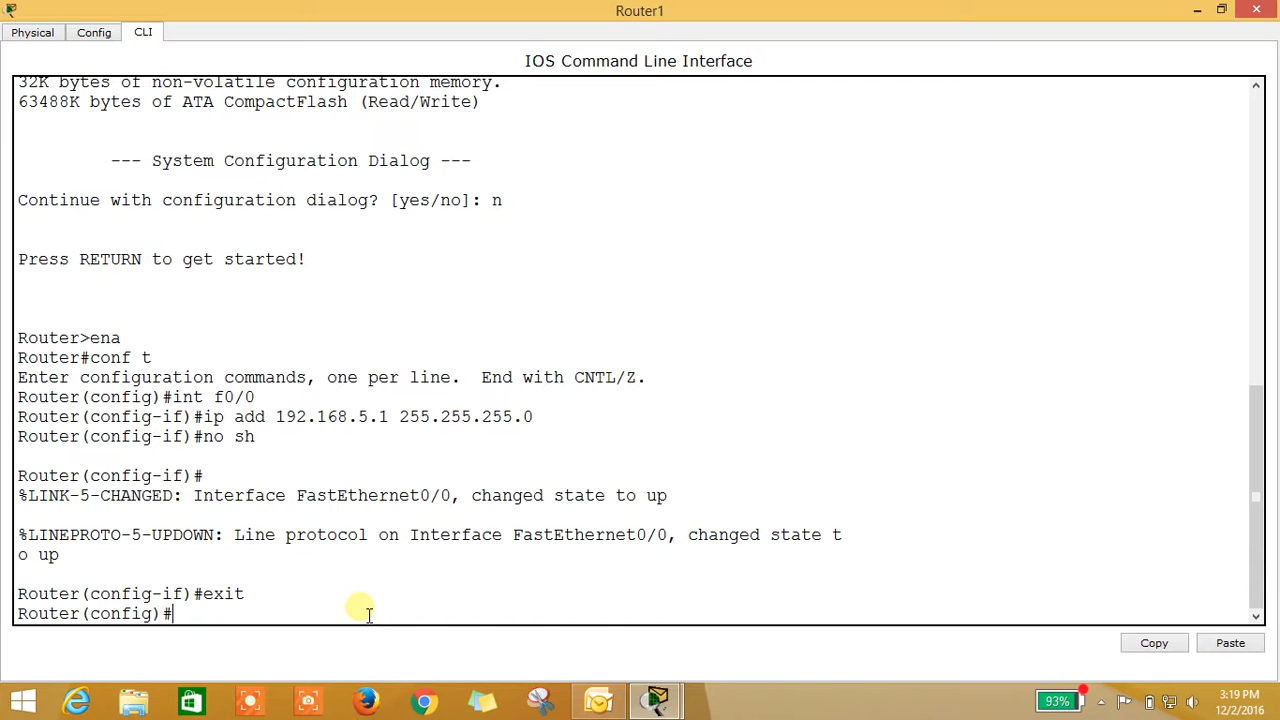 Router1
Physical
Config
CLI
IOS Command Line Interface
32K bytes of non-volatile configuration memory.
63488K bytes of ATA CompactFlash (Read/Write)
--- System Configuration Dialog ---
Continue with configuration dialog? [yes/no]: n
Press RETURN to get started!
Router>ena
Router#conf t
Enter configuration commands, one per line.  End with CNTL/Z.
Router(config)#int f0/0
Router(config-if)#ip add 192.168.5.1 255.255.255.0
Router(config-if)#no sh
Router(config-if)#
%LINK-5-CHANGED: Interface FastEthernet0/0, changed state to up
%LINEPROTO-5-UPDOWN: Line protocol on Interface FastEthernet0/0, changed state t
o up
Router(config-if)#exit
Router(config)#
Copy
Paste
93%
3:19 PM
12/2/2016